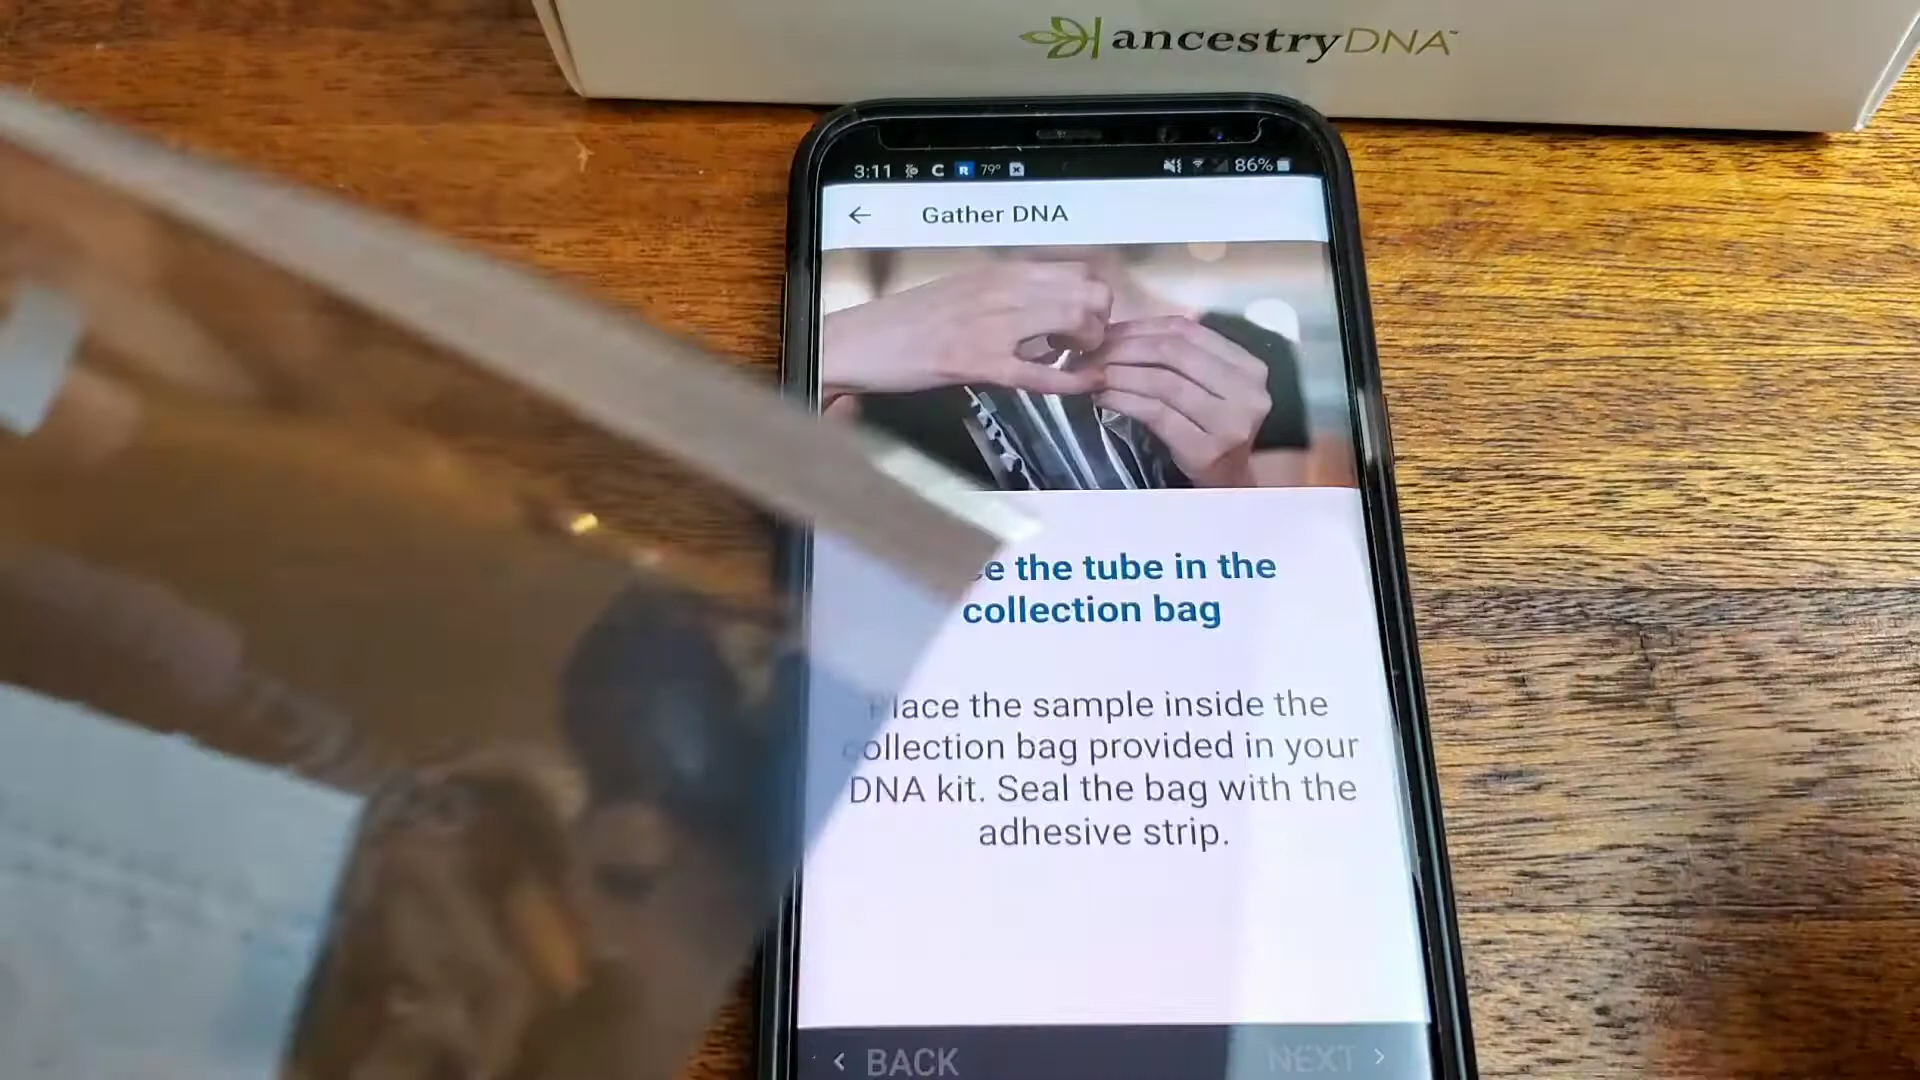 ancestryDNA
3:11 C R 79° 86%
Gather DNA
the tube in the
collection bag
Place the sample inside the
collection bag provided in your
DNA kit. Seal the bag with the
adhesive strip.
< BACK NEXT >